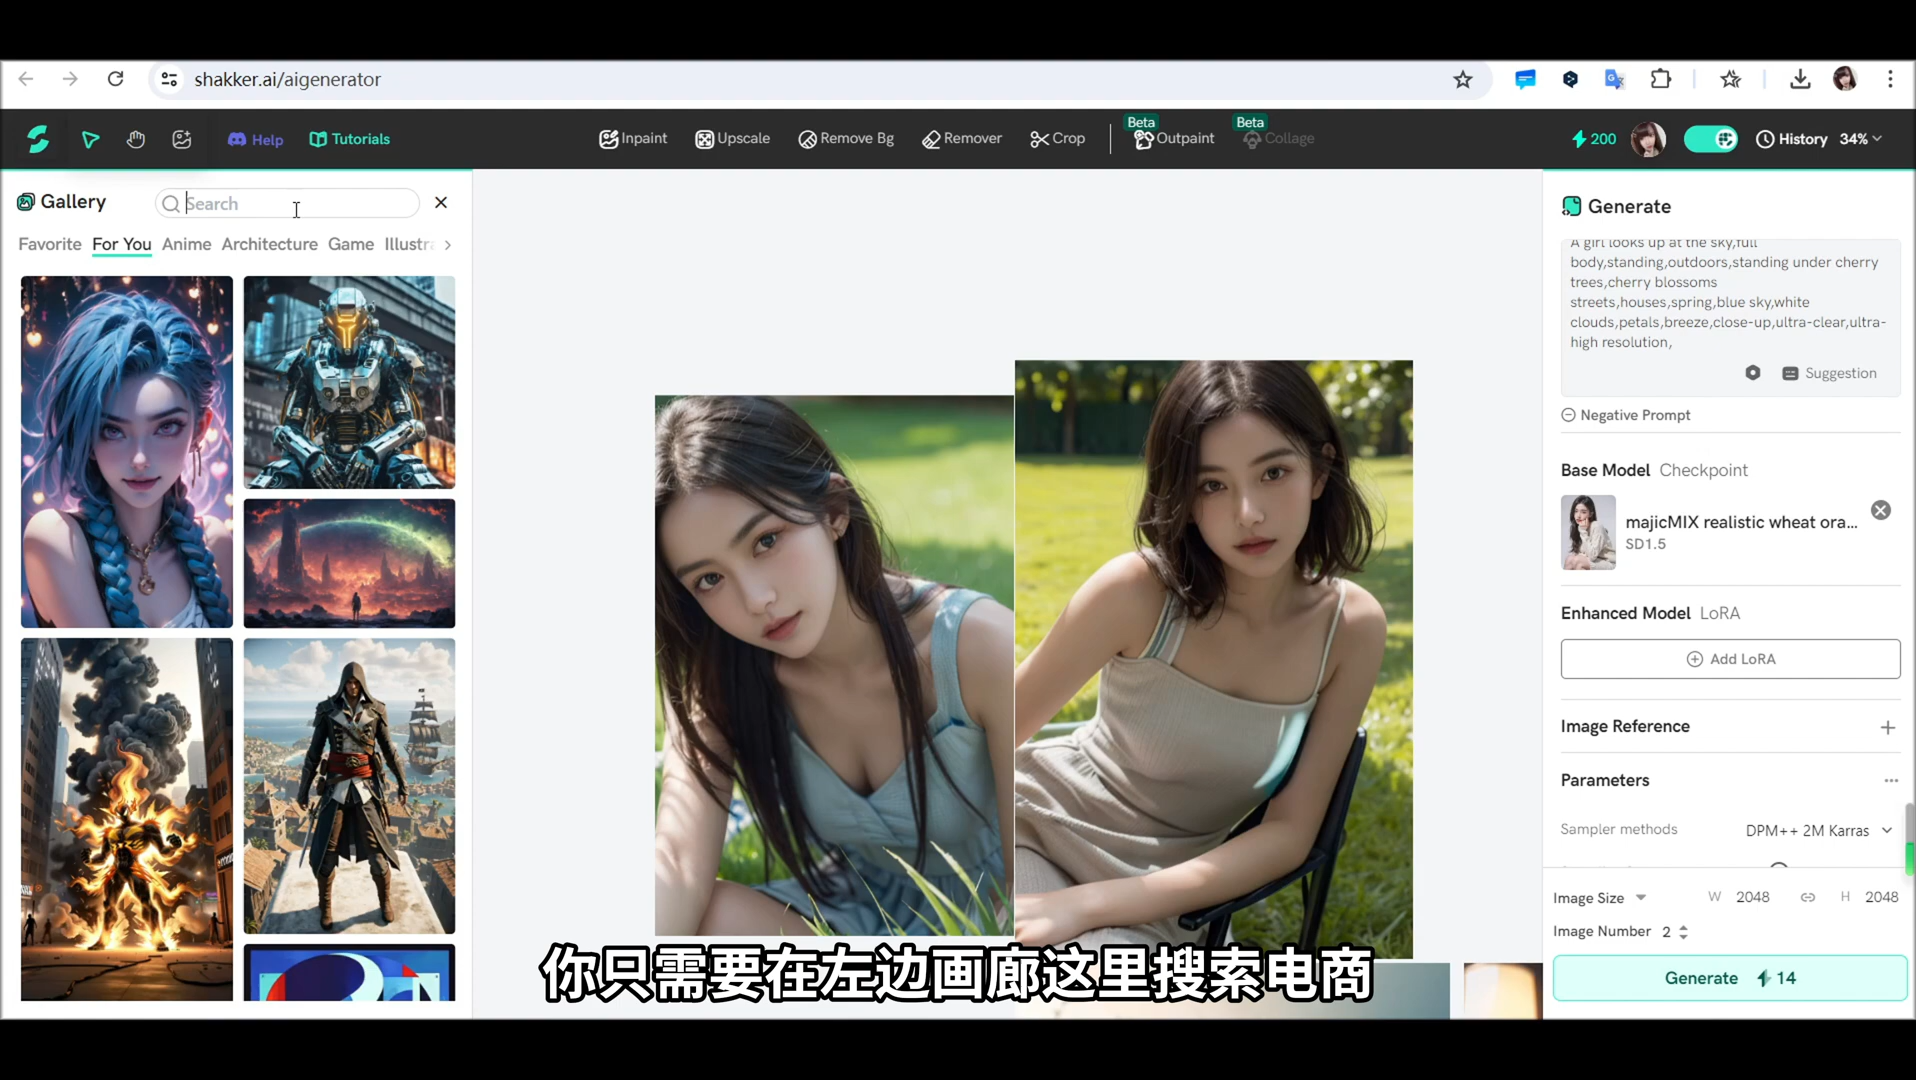 shakker.ai/aigenerator
Help
Tutorials
Inpaint
Upscale
Remove Bg
Remover
Crop
Beta
Outpaint
Beta
Collage
200
History
34%
Gallery
Search
Favorite
For You
Anime
Architecture
Game
Illustra
Generate
A girl looks up at the sky,full
body,standing,outdoors,standing under cherry
trees,cherry blossoms
streets,houses,spring,blue sky,white
clouds,petals,breeze,close-up,ultra-clear,ultra-
high resolution,
Suggestion
Negative Prompt
Base Model Checkpoint
majicMIX realistic wheat ora...
SD1.5
Enhanced Model LoRA
Add LoRA
Image Reference
Parameters
Sampler methods
DPM++ 2M Karras
Image Size
W 2048
H 2048
Image Number 2
Generate 14
你只需要在左边画廊这里搜索电商